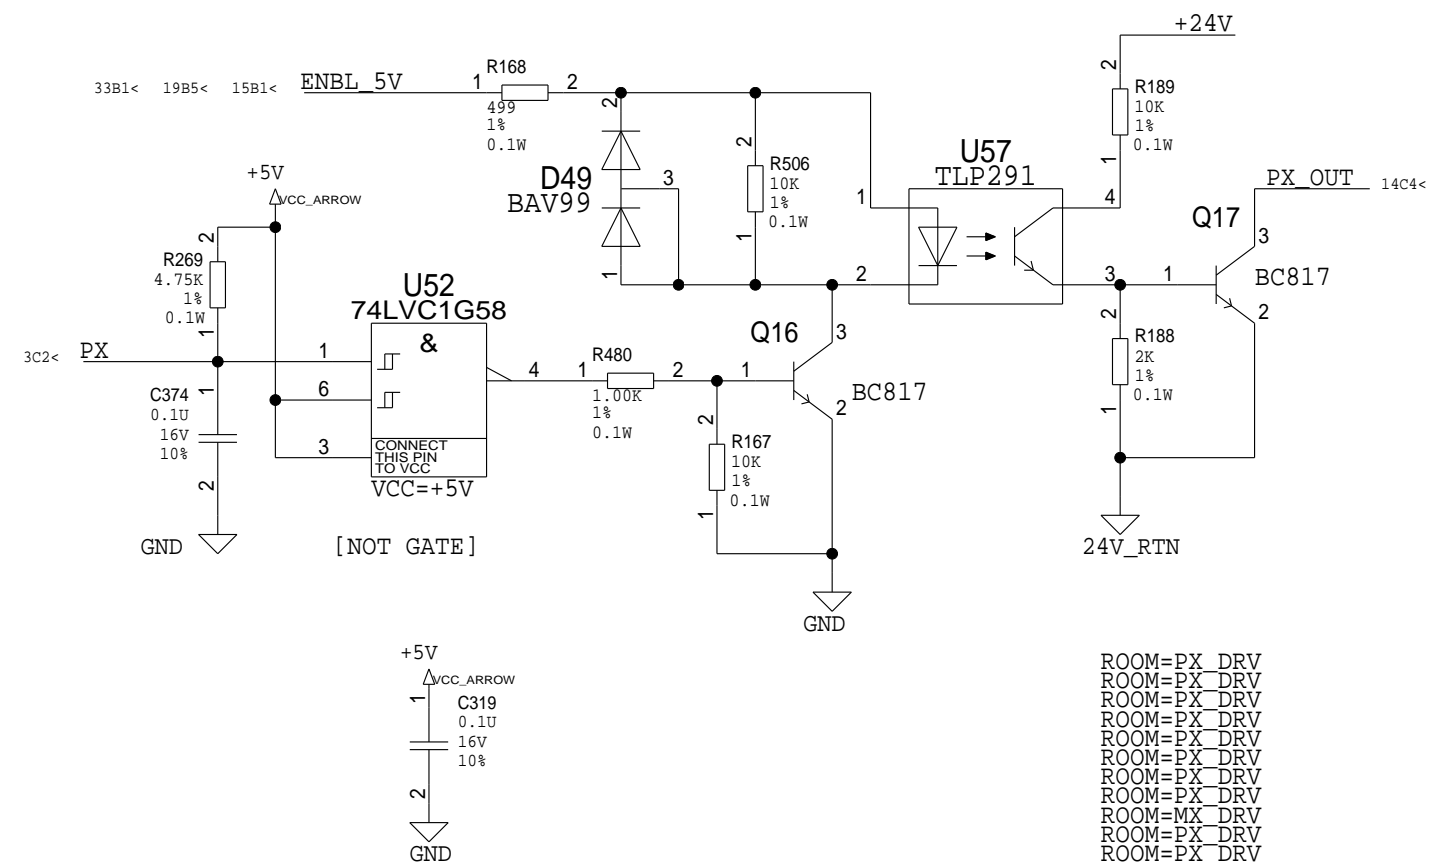 +24V
33B1< 19B5< 15B1< ENBL_5V
1 R168 2
499
1%
0.1W
2
D49
BAV99
3
1
2
R506
10K
1%
0.1W
1
U57
TLP291
1
2
4
3
2
R189
10K
1%
0.1W
1
PX_OUT 14C4<
Q17
3
1
BC817
2
+5V
VCC_ARROW
2
R269
4.75K
1%
0.1W
1
U52
74LVC1G58
&
3C2< PX
1
6
3
4
CONNECT
THIS PIN
TO VCC
VCC=+5V
[NOT GATE]
1
C374
0.1U
16V
10%
2
GND
R480
1 2
1.00K
1%
0.1W
Q16
3
1
BC817
2
2
R167
10K
1%
0.1W
1
GND
2
R188
2K
1%
0.1W
1
24V_RTN
+5V
VCC_ARROW
1
C319
0.1U
16V
10%
2
GND
ROOM=PX_DRV
ROOM=PX_DRV
ROOM=PX_DRV
ROOM=PX_DRV
ROOM=PX_DRV
ROOM=PX_DRV
ROOM=PX_DRV
ROOM=PX_DRV
ROOM=MX_DRV
ROOM=PX_DRV
ROOM=PX_DRV